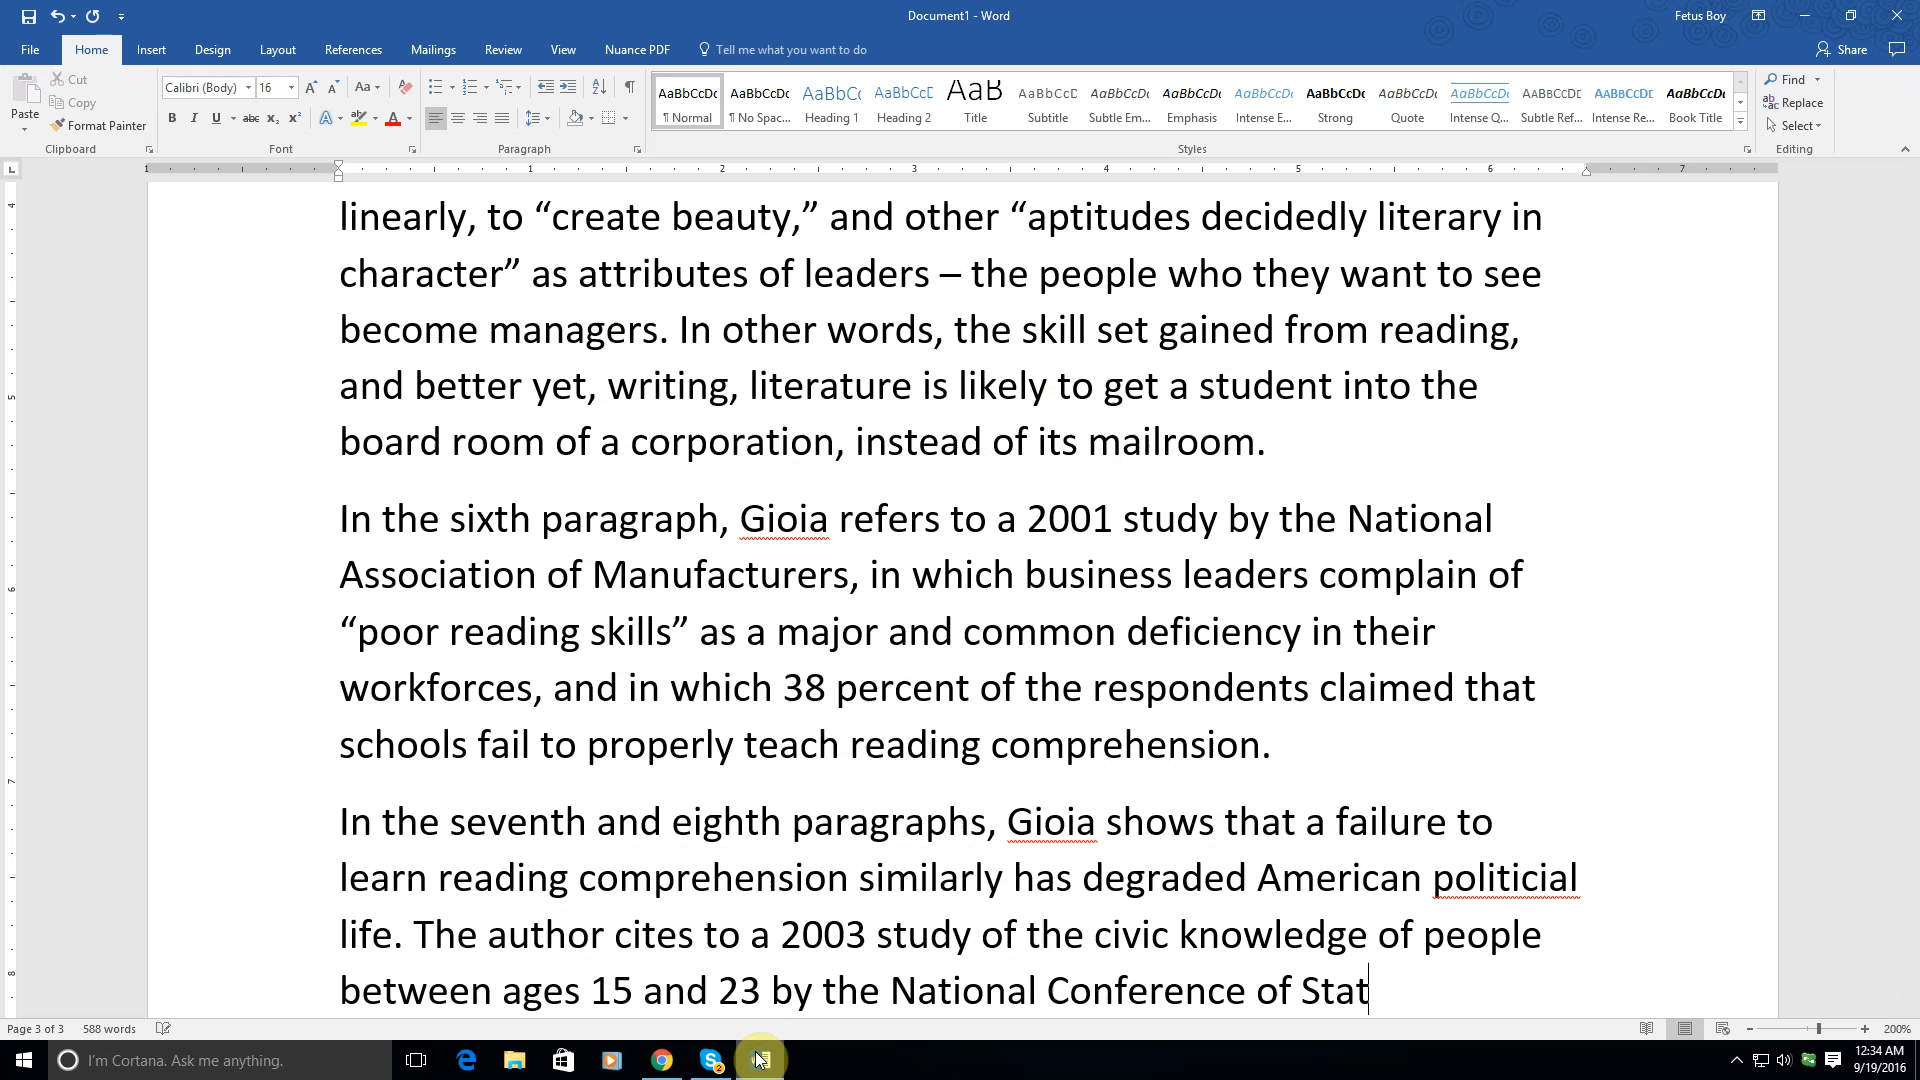 Document1 - Word
Fetus Boy
File
Home
Insert
Design
Layout
References
Mailings
Review
View
Nuance PDF
Tell me what you want to do
Share
Paste
Cut
Copy
Format Painter
Clipboard
Calibri (Body)
16
Font
Paragraph
AaBbCcDc
¶ Normal
AaBbCcDc
¶ No Spac...
AaBbCc
Heading 1
AaBbCcE
Heading 2
AaB
Title
AaBbCcD
Subtitle
AaBbCcDc
Subtle Em...
AaBbCcDc
Emphasis
AaBbCcDc
Intense E...
AaBbCcDc
Strong
AaBbCcDc
Quote
AaBbCcDc
Intense Q...
AABBCCDE
Subtle Ref...
AABBCCDE
Intense Re...
AaBbCcDc
Book Title
Styles
Find
Replace
Select
Editing
linearly, to “create beauty,” and other “aptitudes decidedly literary in
character” as attributes of leaders – the people who they want to see
become managers. In other words, the skill set gained from reading,
and better yet, writing, literature is likely to get a student into the
board room of a corporation, instead of its mailroom.
In the sixth paragraph, Gioia refers to a 2001 study by the National
Association of Manufacturers, in which business leaders complain of
“poor reading skills” as a major and common deficiency in their
workforces, and in which 38 percent of the respondents claimed that
schools fail to properly teach reading comprehension.
In the seventh and eighth paragraphs, Gioia shows that a failure to
learn reading comprehension similarly has degraded American politicial
life. The author cites to a 2003 study of the civic knowledge of people
between ages 15 and 23 by the National Conference of Stat
Page 3 of 3
588 words
200%
I'm Cortana. Ask me anything.
12:34 AM
9/19/2016